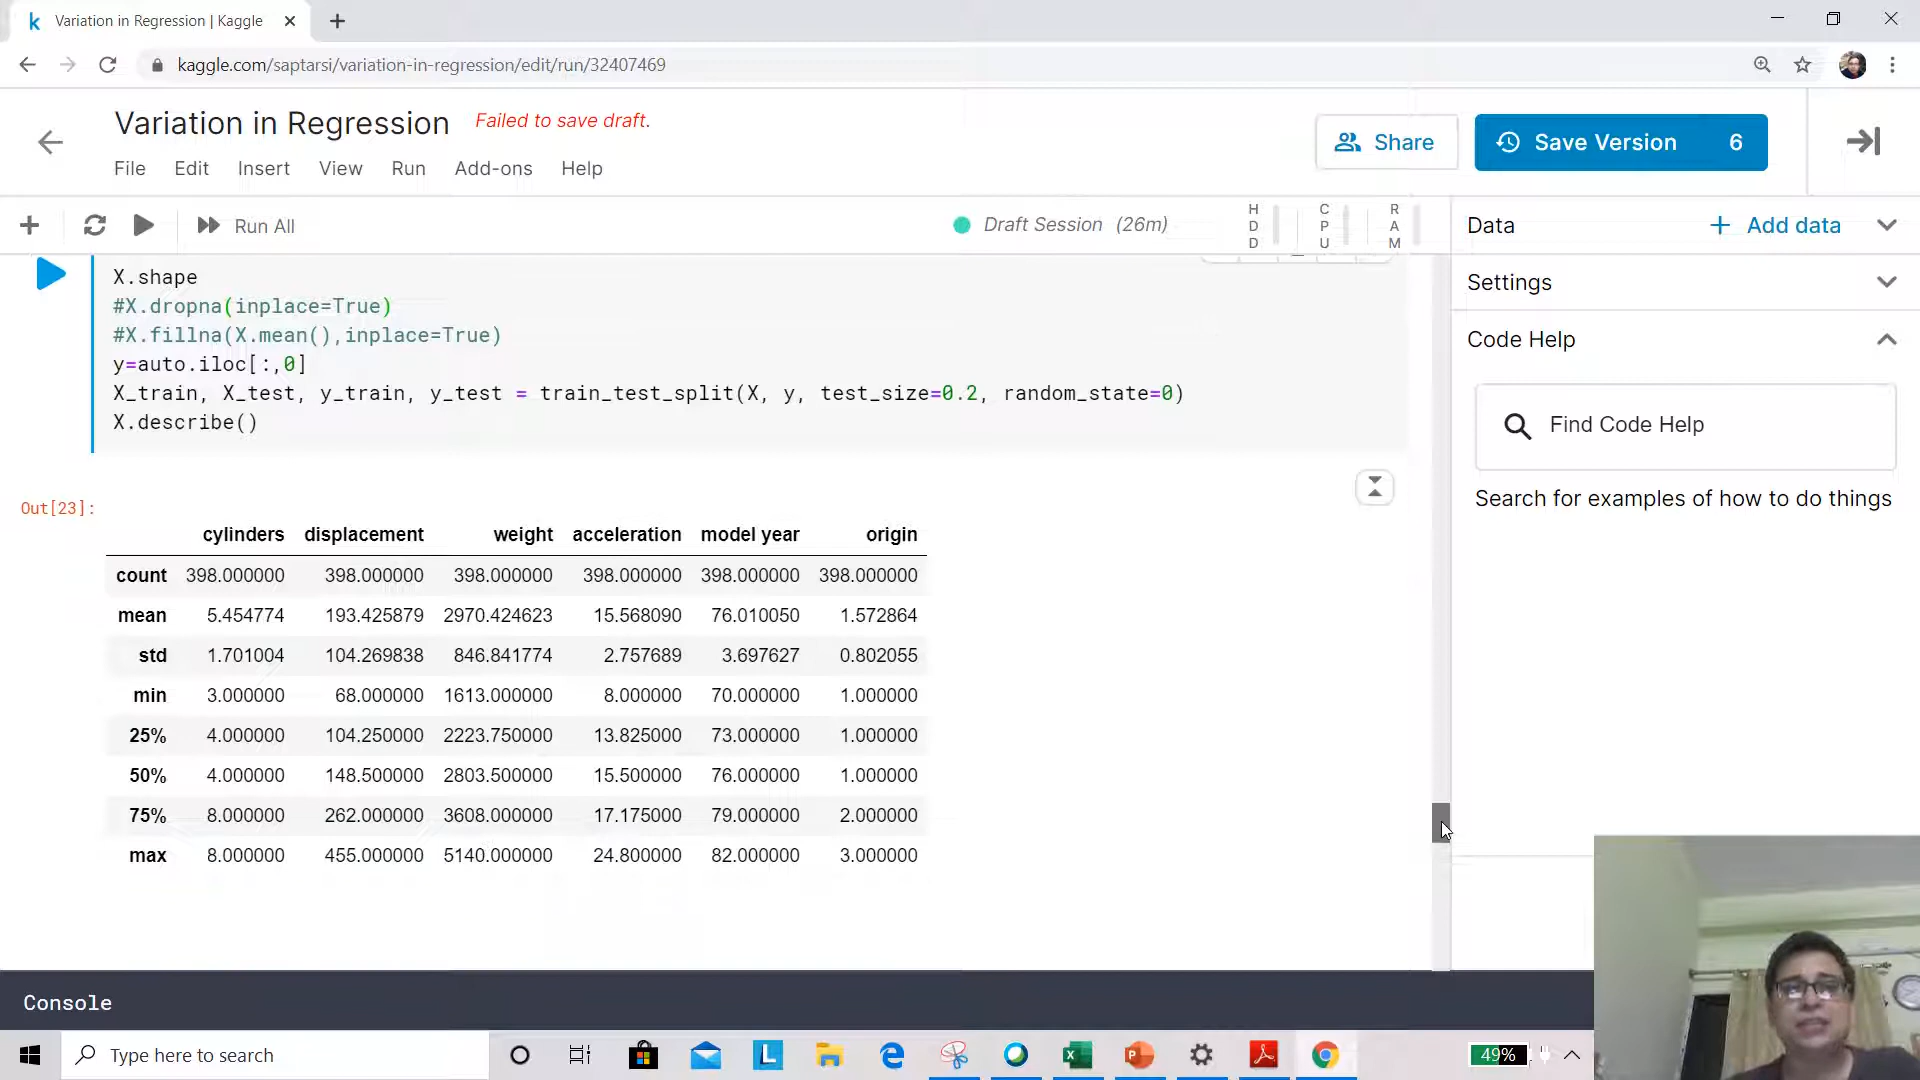 Variation in Regression | Kaggle
kaggle.com/saptarsi/variation-in-regression/edit/run/32407469
Variation in Regression
Failed to save draft.
File Edit Insert View Run Add-ons Help
Share
Save Version 6
Run All
Draft Session (26m)
HDD
CPU
RAM
Data
+ Add data
Settings
Code Help
Find Code Help
Search for examples of how to do things
X.shape
#X.dropna(inplace=True)
#X.fillna(X.mean(),inplace=True)
y=auto.iloc[:,0]
X_train, X_test, y_train, y_test = train_test_split(X, y, test_size=0.2, random_state=0)
X.describe()
Out[23]:
cylinders displacement weight acceleration model year origin
count 398.000000 398.000000 398.000000 398.000000 398.000000 398.000000
mean 5.454774 193.425879 2970.424623 15.568090 76.010050 1.572864
std 1.701004 104.269838 846.841774 2.757689 3.697627 0.802055
min 3.000000 68.000000 1613.000000 8.000000 70.000000 1.000000
25% 4.000000 104.250000 2223.750000 13.825000 73.000000 1.000000
50% 4.000000 148.500000 2803.500000 15.500000 76.000000 1.000000
75% 8.000000 262.000000 3608.000000 17.175000 79.000000 2.000000
max 8.000000 455.000000 5140.000000 24.800000 82.000000 3.000000
Console
Type here to search
49%